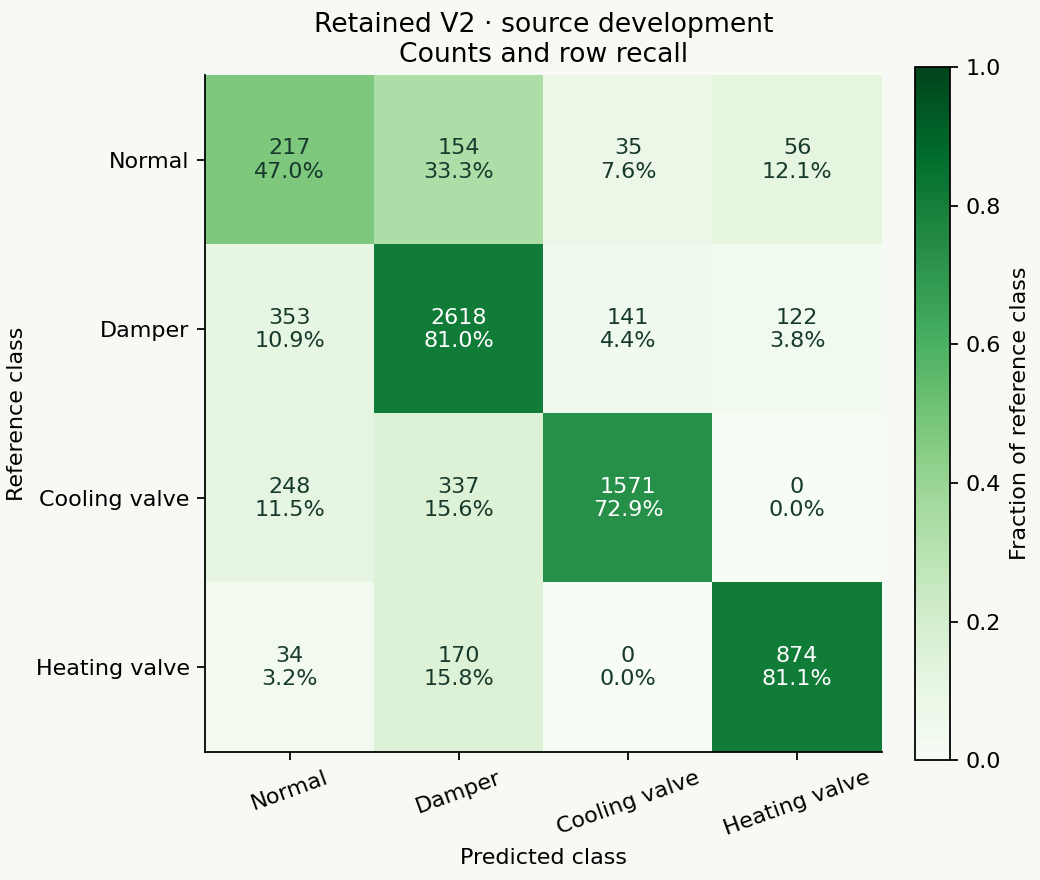 Retained V2 · source development
Counts and row recall
Reference class
Normal
217
47.0%
154
33.3%
35
7.6%
56
12.1%
Damper
353
10.9%
2618
81.0%
141
4.4%
122
3.8%
Cooling valve
248
11.5%
337
15.6%
1571
72.9%
0
0.0%
Heating valve
34
3.2%
170
15.8%
0
0.0%
874
81.1%
Normal
Damper
Cooling valve
Heating valve
Predicted class
1.0
0.8
0.6
0.4
0.2
0.0
Fraction of reference class